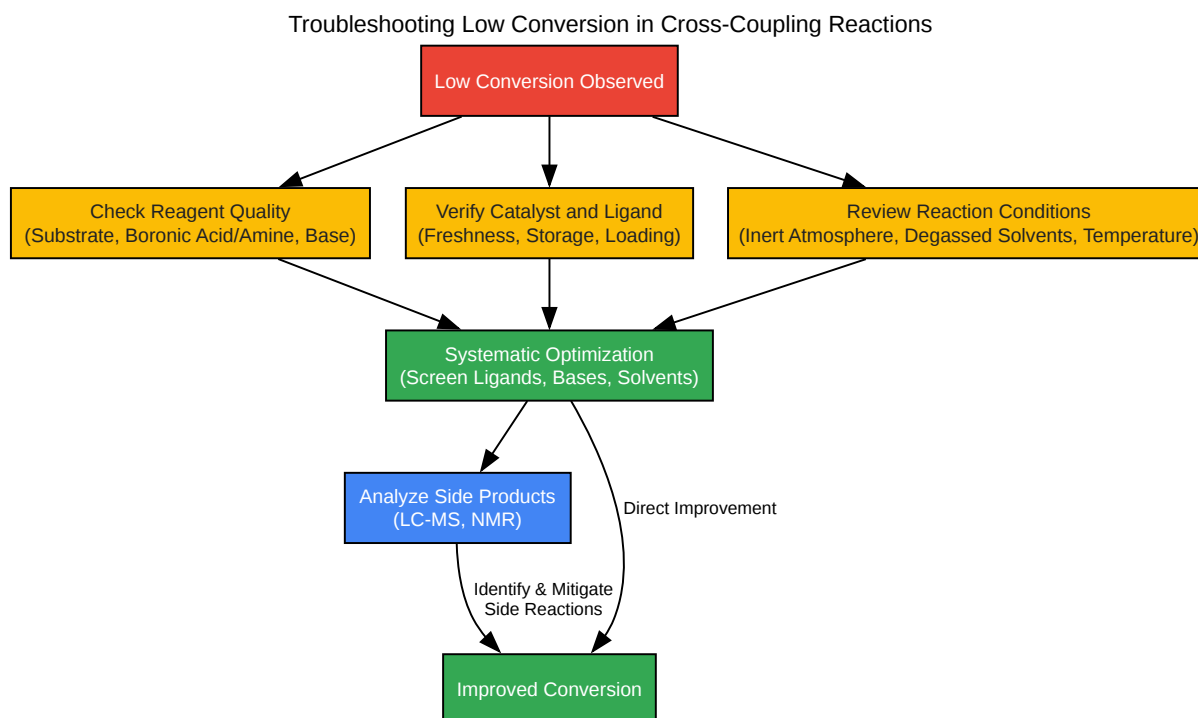 Troubleshooting Low Conversion in Cross-Coupling Reactions
Low Conversion Observed
Check Reagent Quality
(Substrate, Boronic Acid/Amine, Base)
Verify Catalyst and Ligand
(Freshness, Storage, Loading)
Review Reaction Conditions
(Inert Atmosphere, Degassed Solvents, Temperature)
Systematic Optimization
(Screen Ligands, Bases, Solvents)
Analyze Side Products
(LC-MS, NMR)
Direct Improvement
Identify & Mitigate
Side Reactions
Improved Conversion